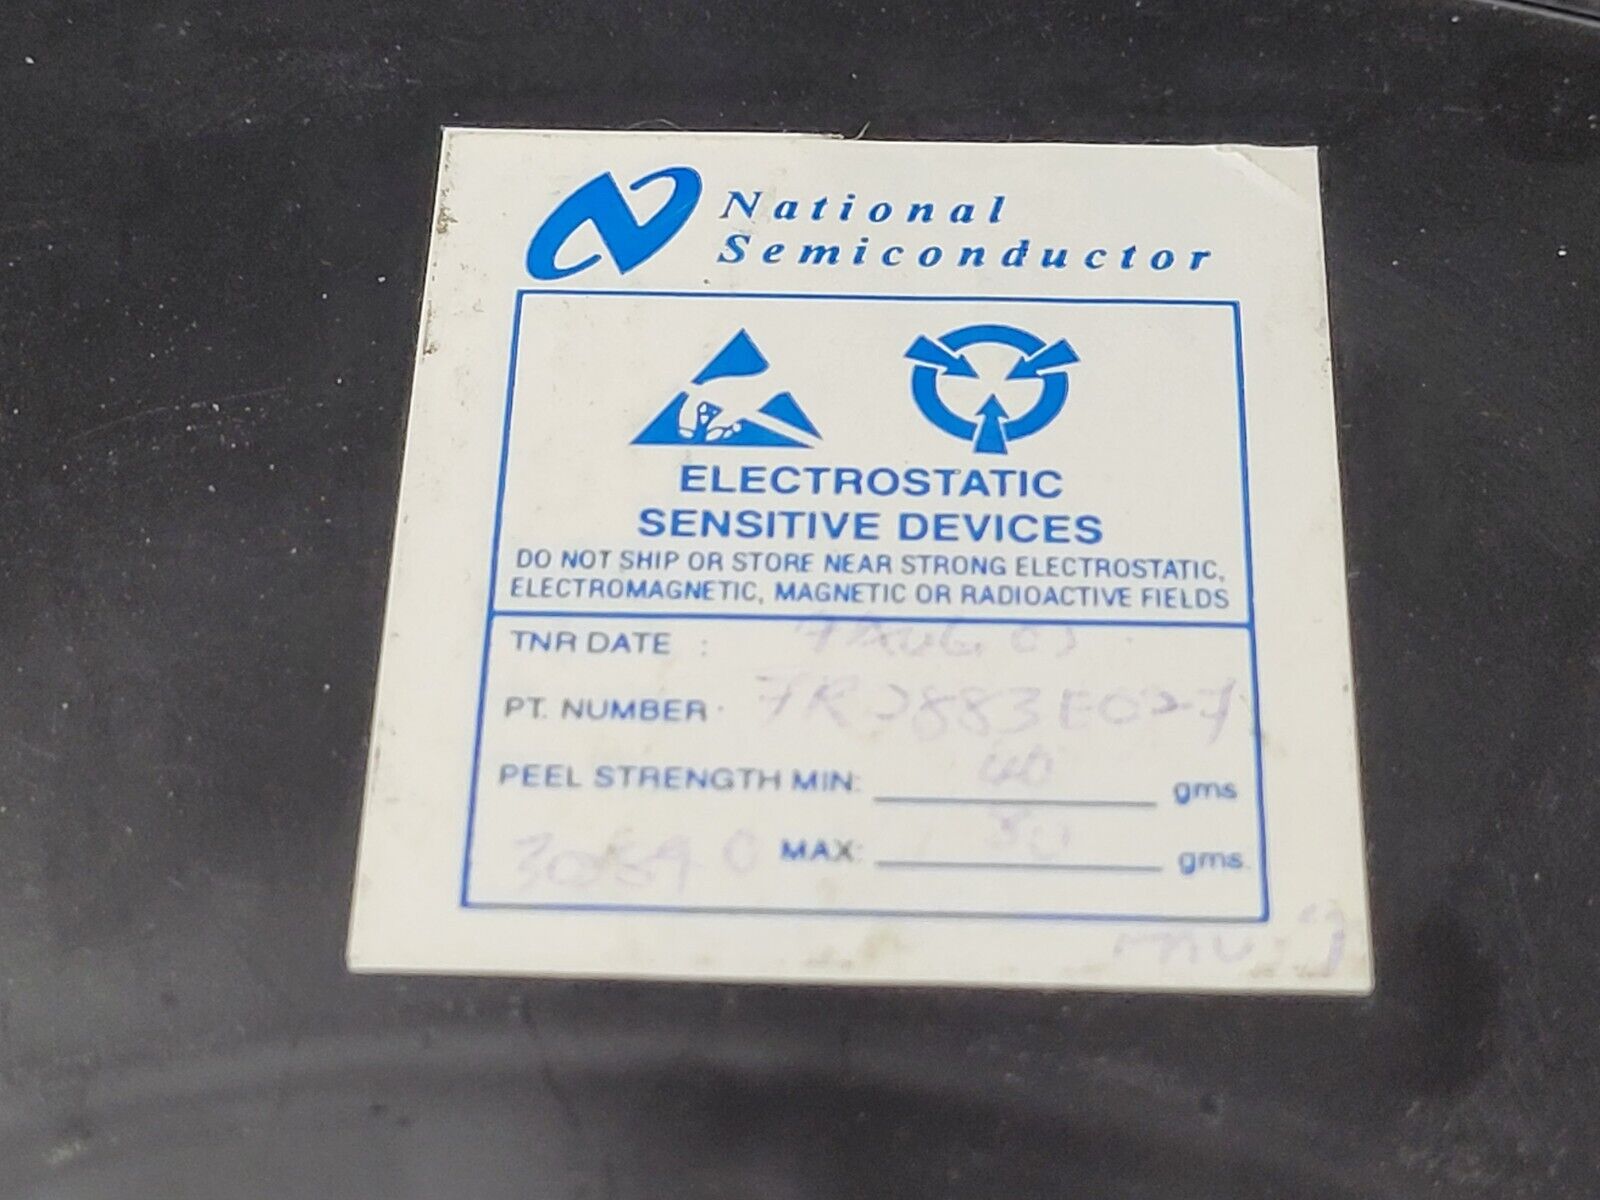 National
Semiconductor
ELECTROSTATIC
SENSITIVE DEVICES
DO NOT SHIP OR STORE NEAR STRONG ELECTROSTATIC,
ELECTROMAGNETIC, MAGNETIC OR RADIOACTIVE FIELDS
TNR DATE :
PT. NUMBER:
PEEL STRENGTH MIN: 40 gms
MAX: gms.